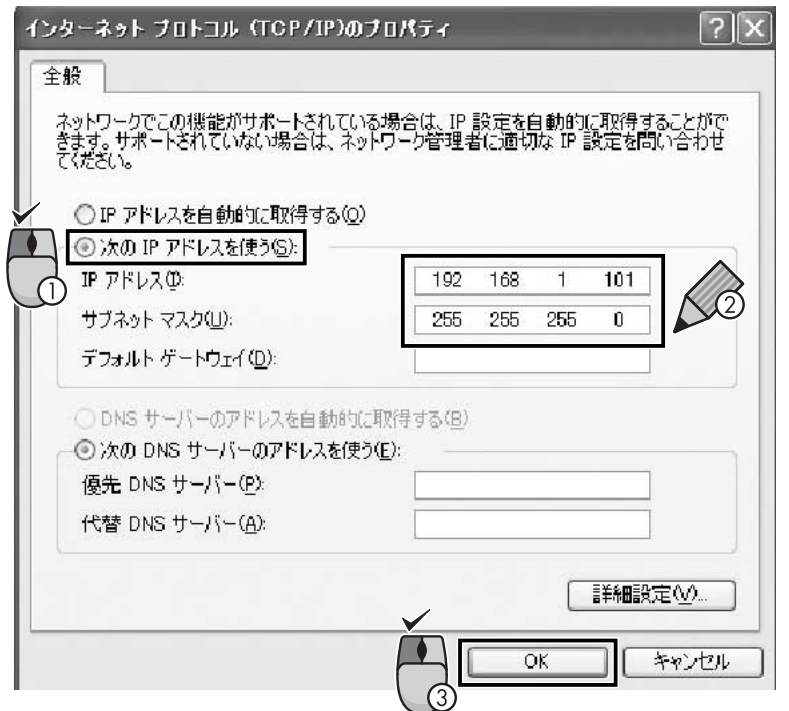 インターネット プロトコル (TCP/IP)のプロパティ
全般
ネットワークでこの機能がサポートされている場合は、IP 設定を自動的に取得することがで
きます。サポートされていない場合は、ネットワーク管理者に適切な IP 設定を問い合わせ
てください。
IP アドレスを自動的に取得する(O)
次の IP アドレスを使う(S):
①
IP アドレス(I):
192 168 1 101
②
サブネット マスク(U):
255 255 255 0
デフォルト ゲートウェイ(D):
DNS サーバーのアドレスを自動的に取得する(B)
次の DNS サーバーのアドレスを使う(E):
優先 DNS サーバー(P):
代替 DNS サーバー(A):
詳細設定(V)...
③
OK
キャンセル